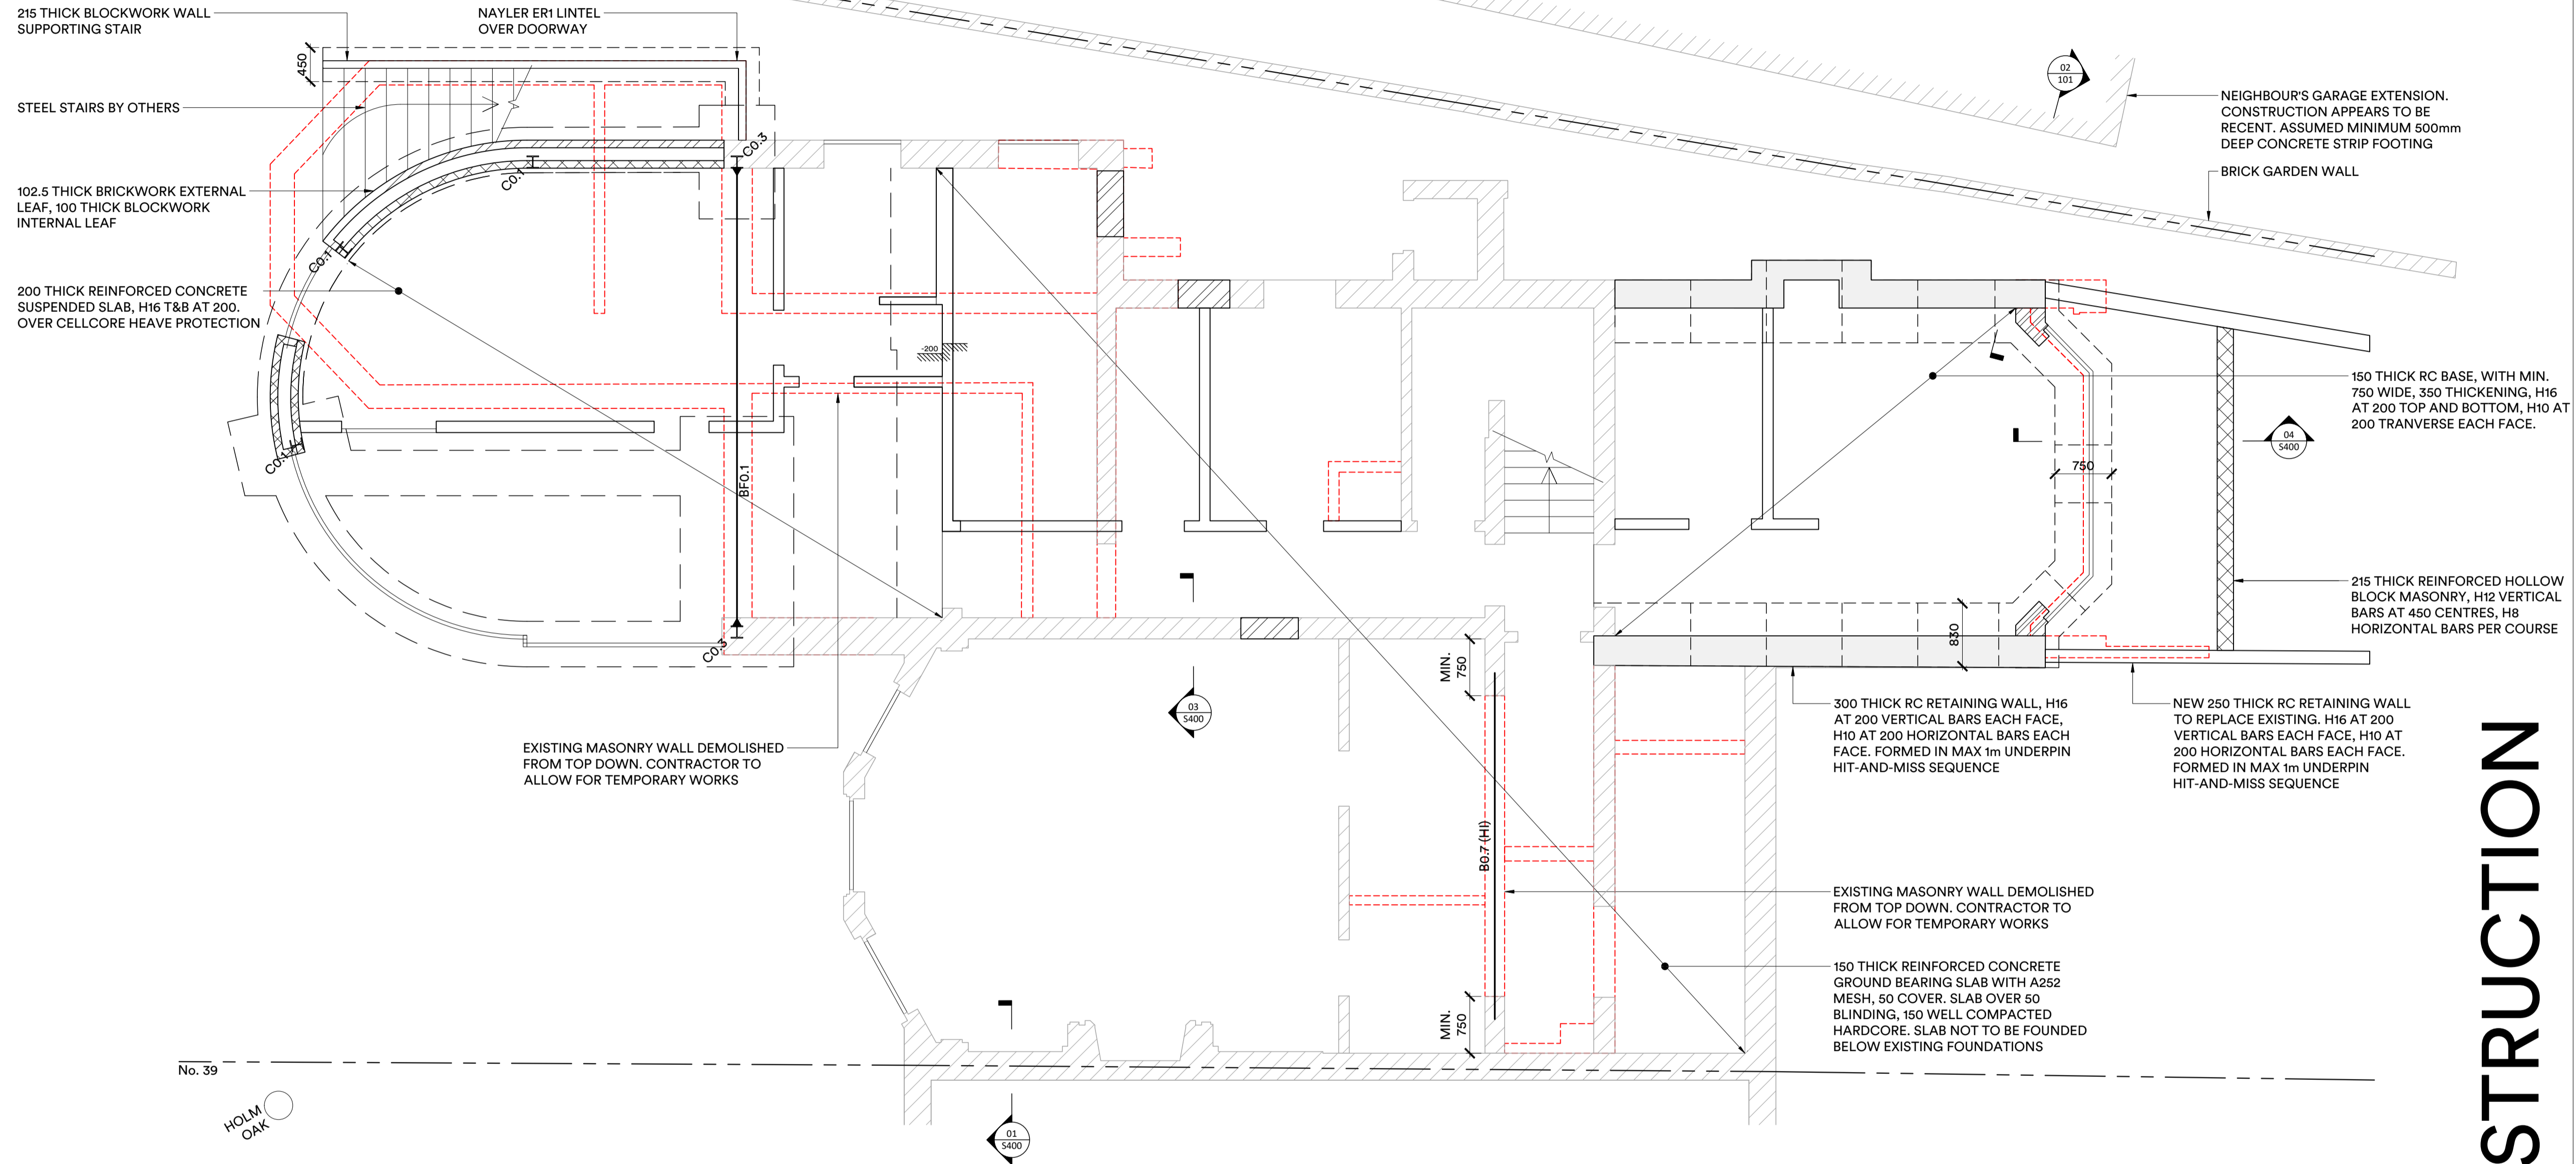 215 THICK BLOCKWORK WALL
SUPPORTING STAIR
NAYLER ER1 LINTEL
OVER DOORWAY
450
STEEL STAIRS BY OTHERS
02
101
NEIGHBOUR'S GARAGE EXTENSION.
CONSTRUCTION APPEARS TO BE
RECENT. ASSUMED MINIMUM 500mm
DEEP CONCRETE STRIP FOOTING
BRICK GARDEN WALL
C0.3
C0.1
102.5 THICK BRICKWORK EXTERNAL
LEAF, 100 THICK BLOCKWORK
INTERNAL LEAF
C0.1
200 THICK REINFORCED CONCRETE
SUSPENDED SLAB, H16 T&B AT 200.
OVER CELLCORE HEAVE PROTECTION
-200
150 THICK RC BASE, WITH MIN.
750 WIDE, 350 THICKENING, H16
AT 200 TOP AND BOTTOM, H10 AT
200 TRANVERSE EACH FACE.
04
S400
750
C0.1
BF0.1
215 THICK REINFORCED HOLLOW
BLOCK MASONRY, H12 VERTICAL
BARS AT 450 CENTRES, H8
HORIZONTAL BARS PER COURSE
830
C0.3
MIN.
750
03
S400
300 THICK RC RETAINING WALL, H16
AT 200 VERTICAL BARS EACH FACE,
H10 AT 200 HORIZONTAL BARS EACH
FACE. FORMED IN MAX 1m UNDERPIN
HIT-AND-MISS SEQUENCE
NEW 250 THICK RC RETAINING WALL
TO REPLACE EXISTING. H16 AT 200
VERTICAL BARS EACH FACE, H10 AT
200 HORIZONTAL BARS EACH FACE.
FORMED IN MAX 1m UNDERPIN
HIT-AND-MISS SEQUENCE
EXISTING MASONRY WALL DEMOLISHED
FROM TOP DOWN. CONTRACTOR TO
ALLOW FOR TEMPORARY WORKS
B0.7 (HI)
EXISTING MASONRY WALL DEMOLISHED
FROM TOP DOWN. CONTRACTOR TO
ALLOW FOR TEMPORARY WORKS
150 THICK REINFORCED CONCRETE
GROUND BEARING SLAB WITH A252
MESH, 50 COVER. SLAB OVER 50
BLINDING, 150 WELL COMPACTED
HARDCORE. SLAB NOT TO BE FOUNDED
BELOW EXISTING FOUNDATIONS
MIN.
750
No. 39
HOLM
OAK
01
S400
STRUCTION